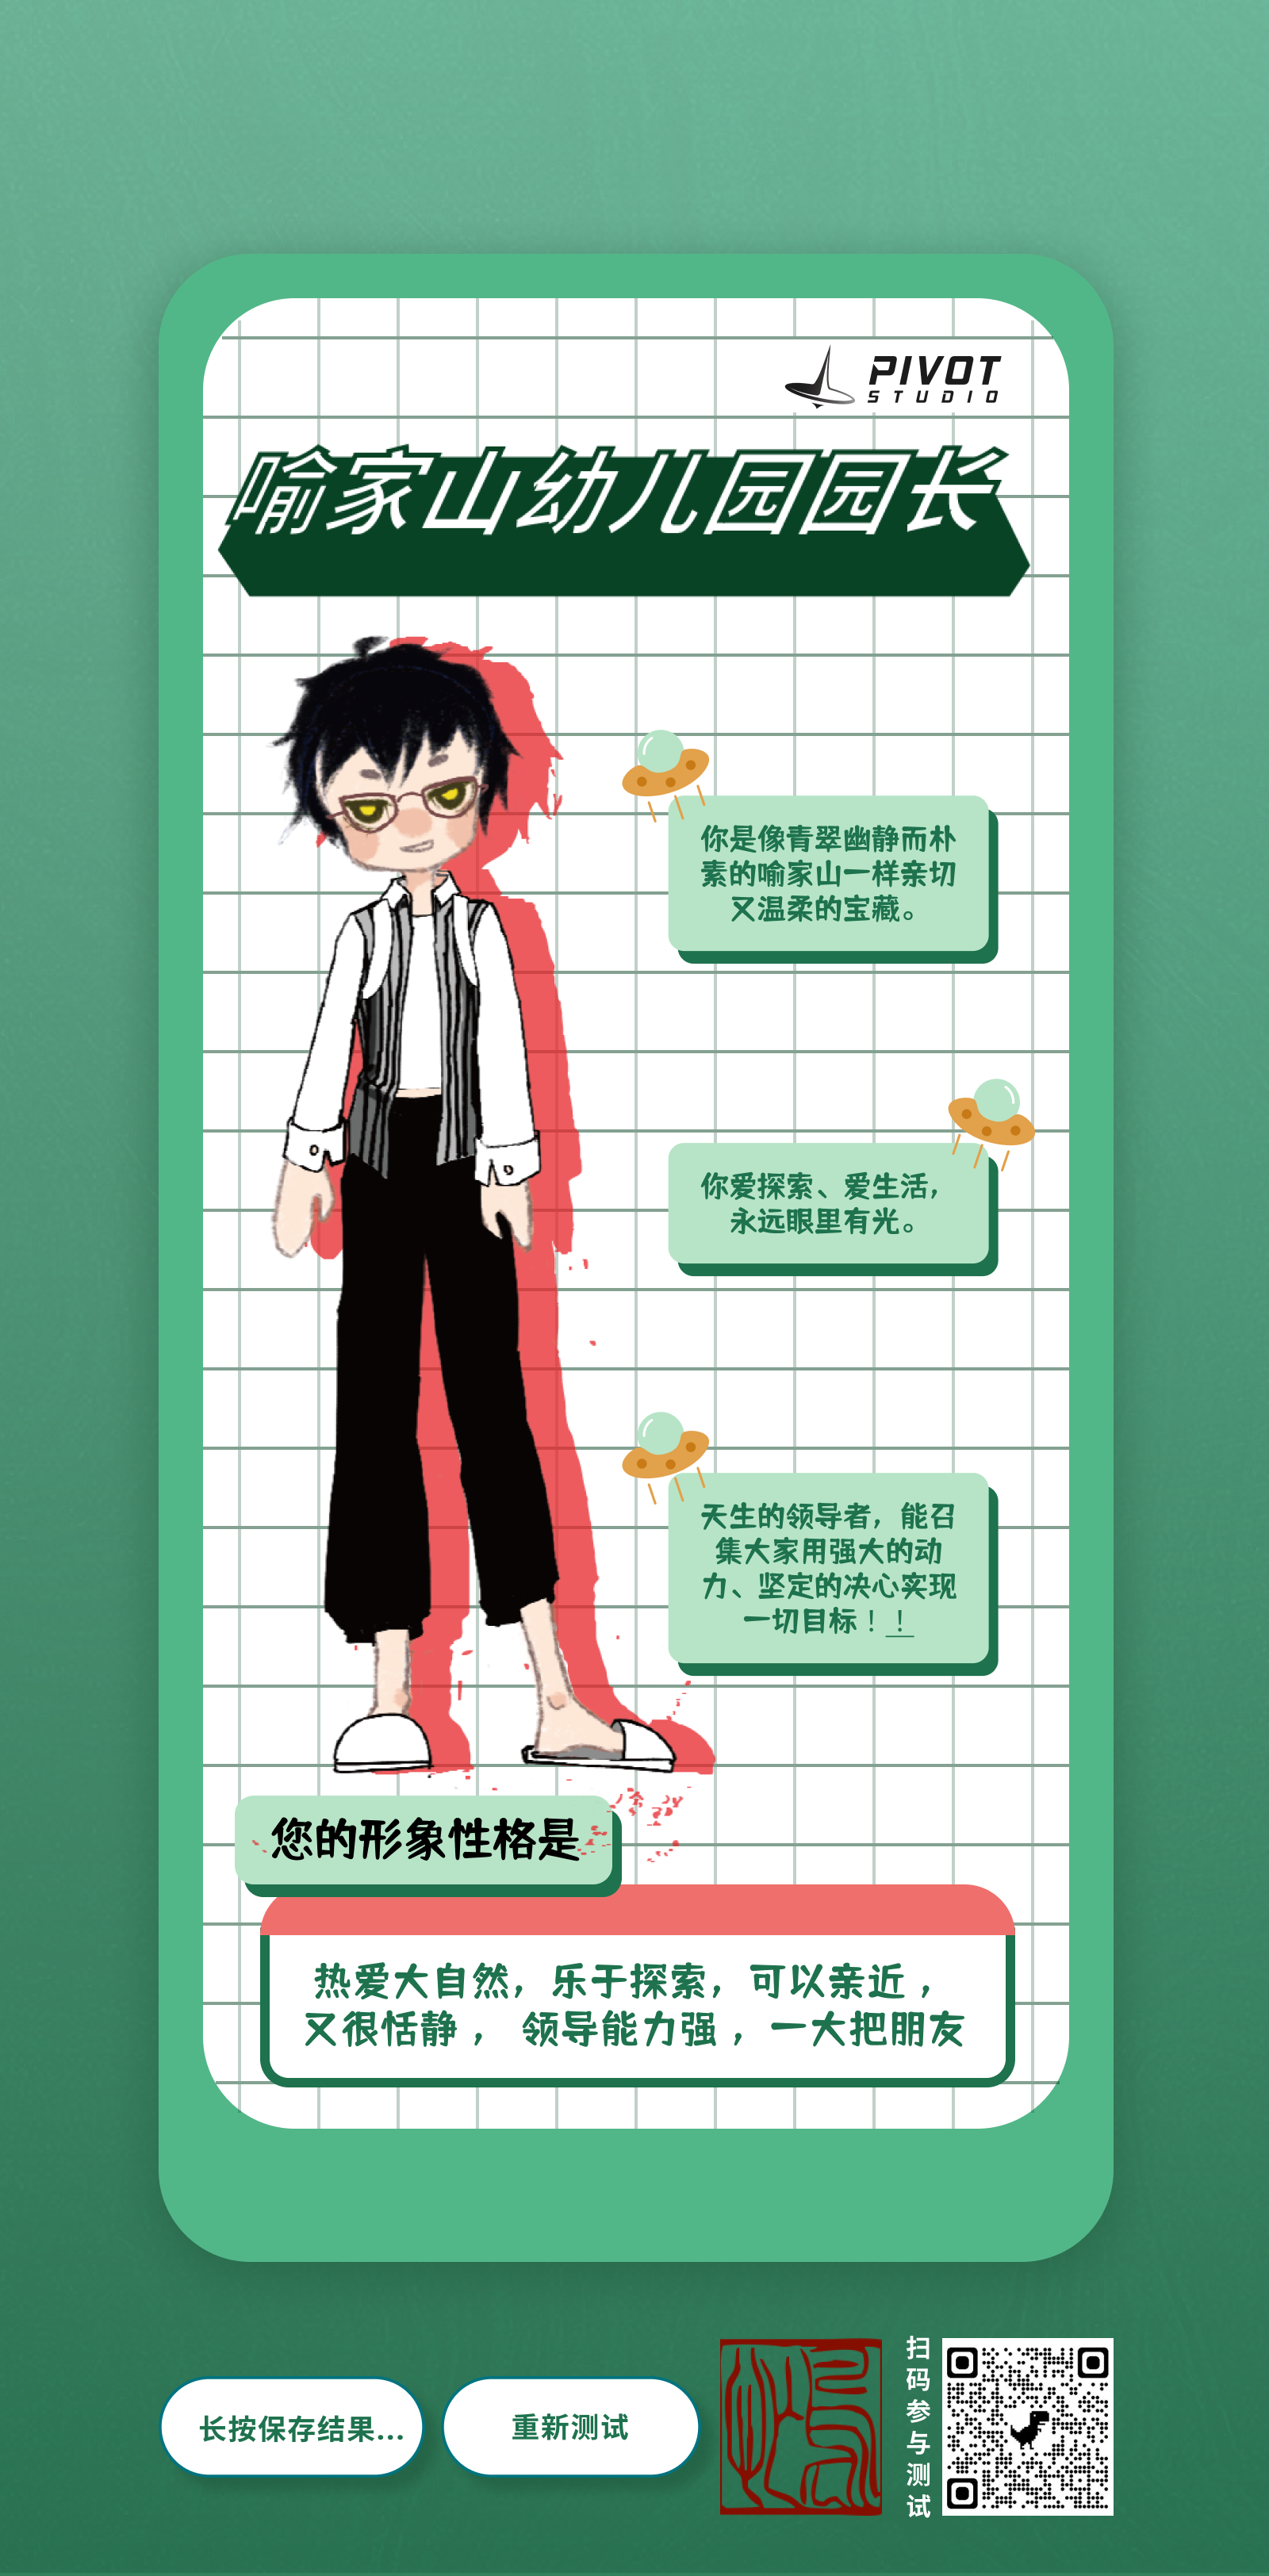 PIVOT
STUDIO
喻家山幼儿园园长
你是像青翠幽静而朴
素的喻家山一样亲切
又温柔的宝藏。
你爱探索、爱生活，
永远眼里有光。
天生的领导者，能召
集大家用强大的动
力、坚定的决心实现
一切目标！！
您的形象性格是
热爱大自然，乐于探索，可以亲近，
又很恬静， 领导能力强，一大把朋友
长按保存结果...
重新测试
扫码参与测试